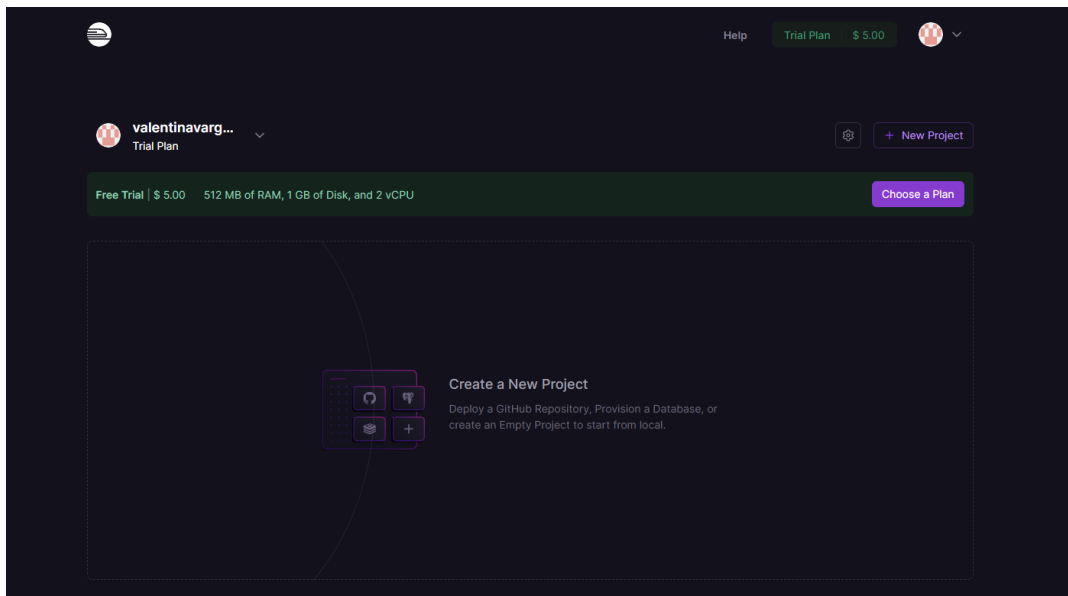 Help
Trial Plan $ 5.00
valentinavarg...
Trial Plan
+ New Project
Free Trial | $ 5.00 512 MB of RAM, 1 GB of Disk, and 2 vCPU
Choose a Plan
Create a New Project
Deploy a GitHub Repository, Provision a Database, or
create an Empty Project to start from local.